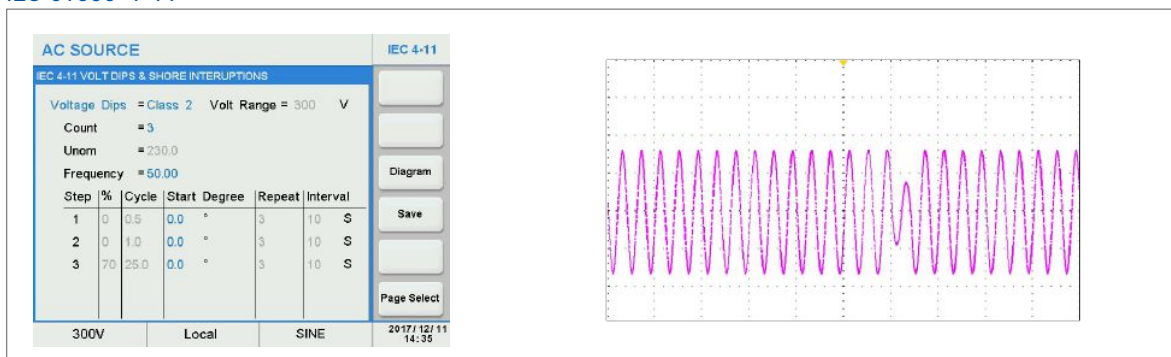 AC SOURCE
IEC 4-11
IEC 4-11 VOLT DIPS & SHORE INTERUPTIONS
Voltage Dips = Class 2 Volt Range = 300 V
Count = 3
Unom = 230.0
Frequency = 50.00
Step % Cycle Start Degree Repeat Interval
1 0 0.5 0.0 ° 3 10 S
2 0 1.0 0.0 ° 3 10 S
3 70 25.0 0.0 ° 3 10 S
Diagram
Save
Page Select
300V Local SINE
2017/12/11
14:35